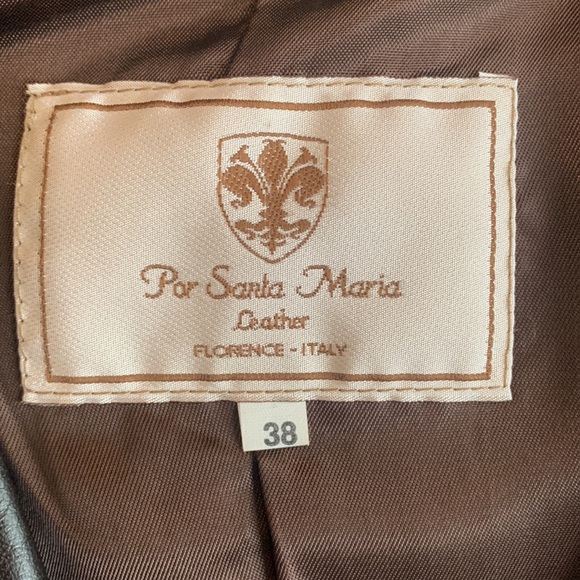 Por Santa Maria
Leather
FLORENCE - ITALY
38